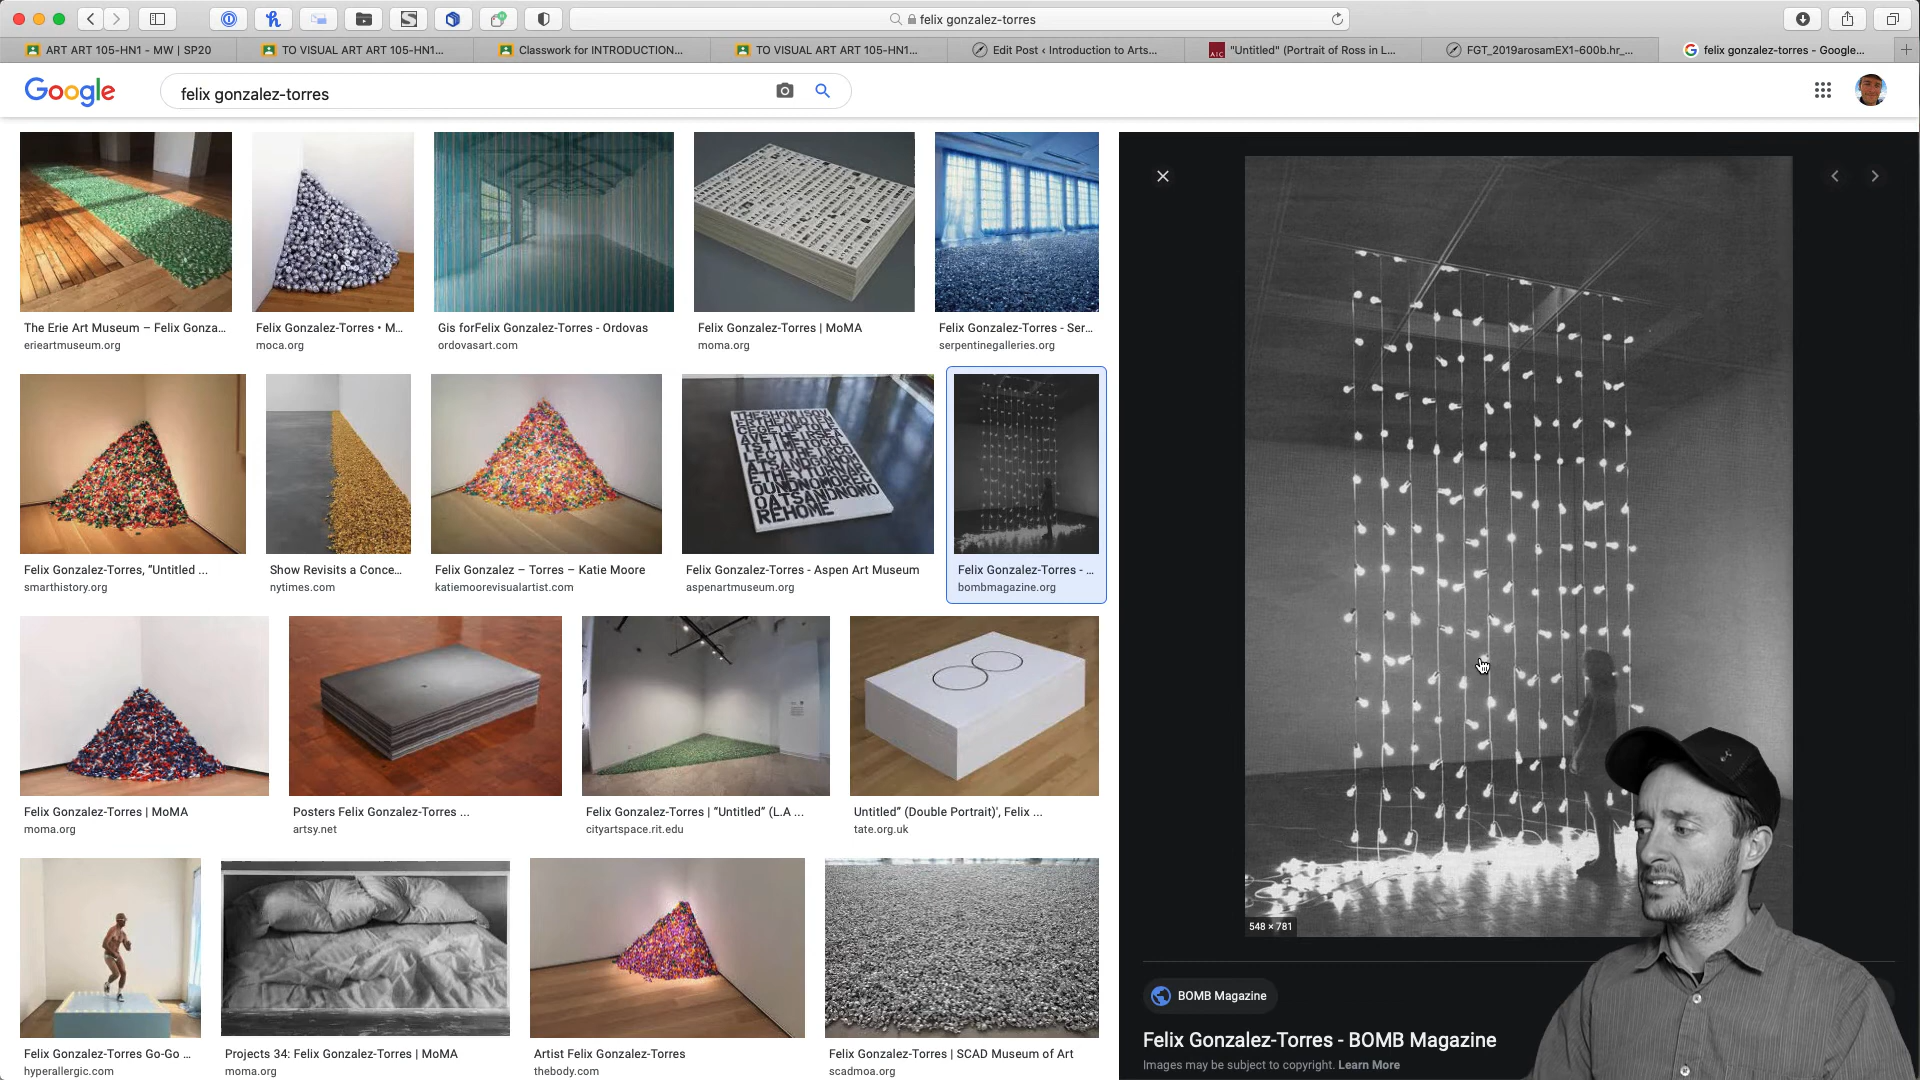 felix gonzalez-torres
ART ART 105-HN1 - MW | SP20
TO VISUAL ART ART 105-HN1...
Classwork for INTRODUCTION...
TO VISUAL ART ART 105-HN1...
Edit Post ‹ Introduction to Arts...
"Untitled" (Portrait of Ross in L...
FGT_2019arosamEX1-600b.hr_...
felix gonzalez-torres - Google...
Google
felix gonzalez-torres
The Erie Art Museum – Felix Gonza...
erieartmuseum.org
Felix Gonzalez-Torres • M...
moca.org
Gis forFelix Gonzalez-Torres - Ordovas
ordovasart.com
Felix Gonzalez-Torres | MoMA
moma.org
Felix Gonzalez-Torres - Ser...
serpentinegalleries.org
Felix Gonzalez-Torres, "Untitled ...
smarthistory.org
Show Revisits a Conce...
nytimes.com
Felix Gonzalez – Torres – Katie Moore
katiemoorevisualartist.com
Felix Gonzalez-Torres - Aspen Art Museum
aspenartmuseum.org
Felix Gonzalez-Torres - ...
bombmagazine.org
Felix Gonzalez-Torres | MoMA
moma.org
Posters Felix Gonzalez-Torres ...
artsy.net
Felix Gonzalez-Torres | "Untitled" (L.A ...
cityartspace.rit.edu
Untitled" (Double Portrait)', Felix ...
tate.org.uk
Felix Gonzalez-Torres Go-Go ...
hyperallergic.com
Projects 34: Felix Gonzalez-Torres | MoMA
moma.org
Artist Felix Gonzalez-Torres
thebody.com
Felix Gonzalez-Torres | SCAD Museum of Art
scadmoa.org
548 × 781
BOMB Magazine
Felix Gonzalez-Torres - BOMB Magazine
Images may be subject to copyright. Learn More